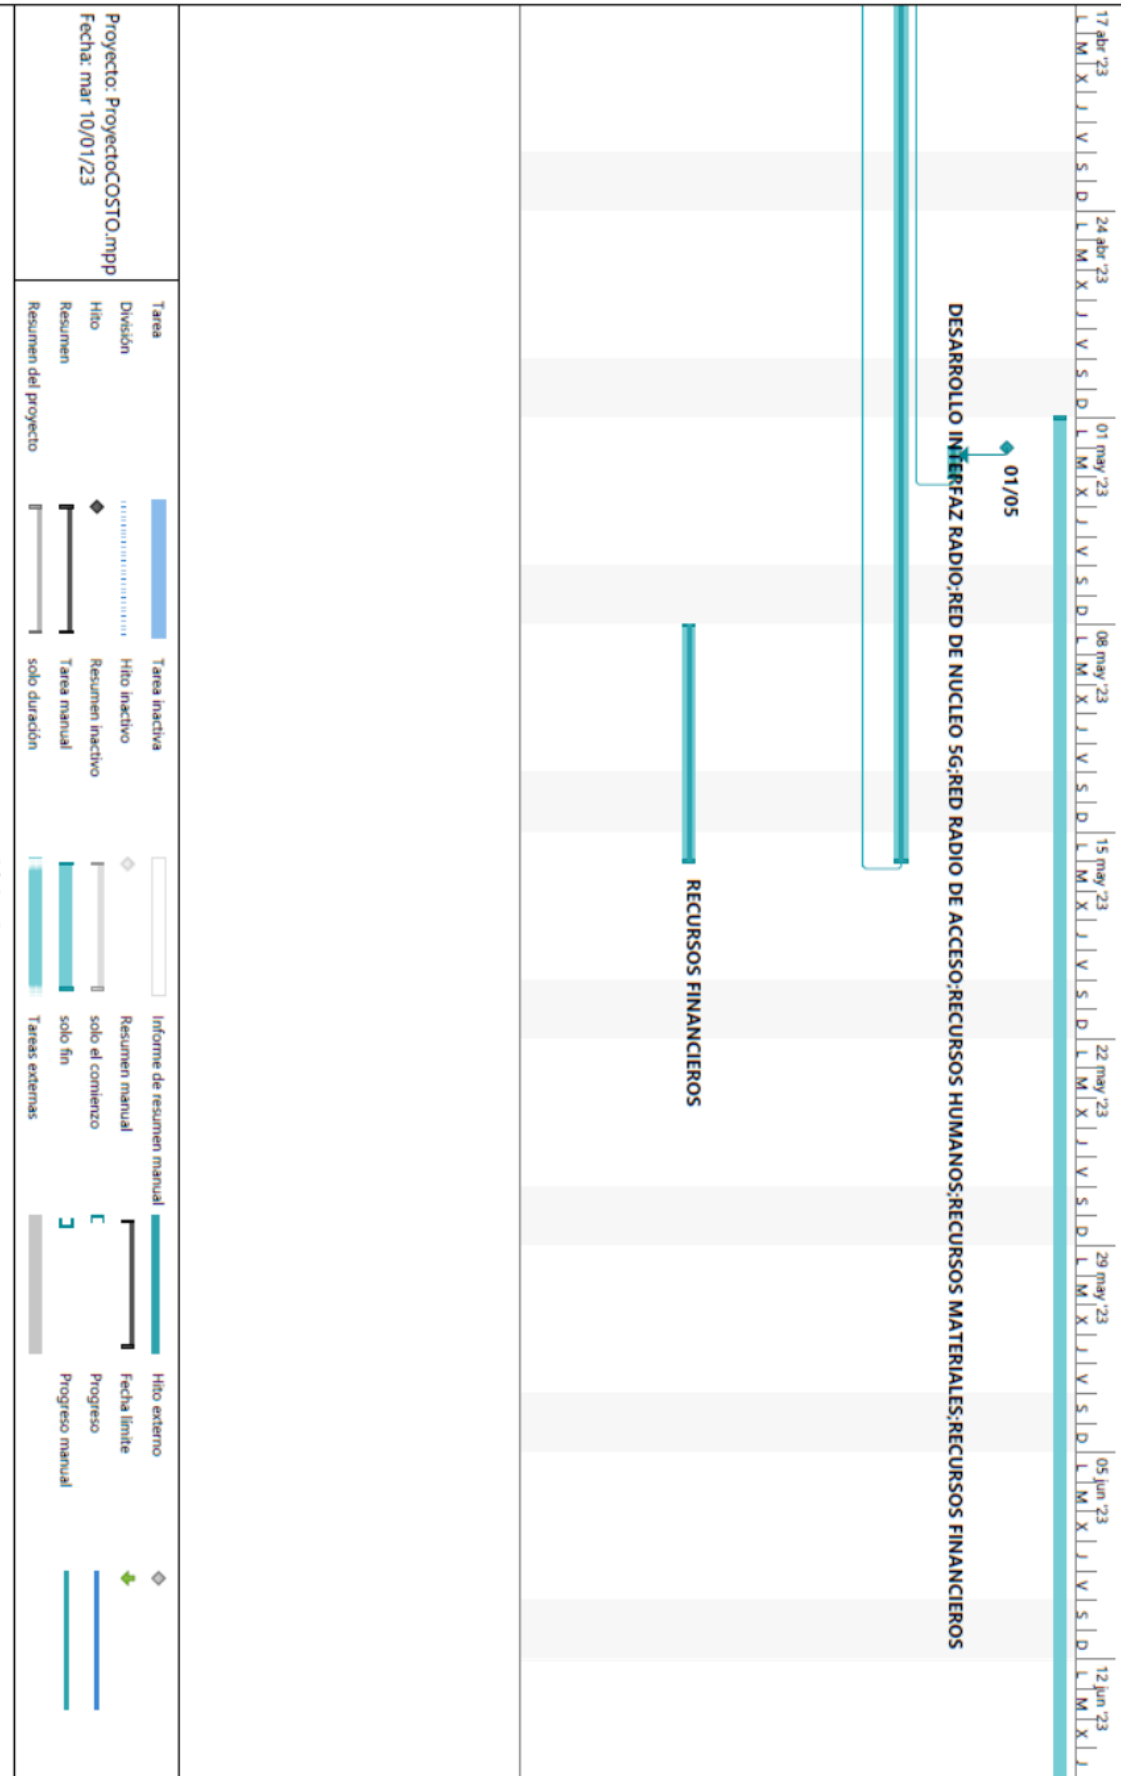 17 abr '23
24 abr '23
01 may '23
08 may '23
15 may '23
22 may '23
29 may '23
05 jun '23
12 jun '23
L M X J V S D L M X J V S D L M X J V S D L M X J V S D L M X J V S D L M X J V S D L M X J V S D L M X J V S D L M X J
01/05
DESARROLLO INTERFAZ RADIO;RED DE NUCLEO 5G;RED RADIO DE ACCESO;RECURSOS HUMANOS;RECURSOS MATERIALES;RECURSOS FINANCIEROS
RECURSOS FINANCIEROS
Proyecto: ProyectoCOSTO.mpp
Fecha: mar 10/01/23
Tarea
División
Hito
Resumen
Resumen del proyecto
Tarea inactiva
Hito inactivo
Resumen inactivo
Tarea manual
solo duración
Informe de resumen manual
Resumen manual
solo el comienzo
solo fin
Tareas externas
Hito externo
Fecha límite
Progreso
Progreso manual